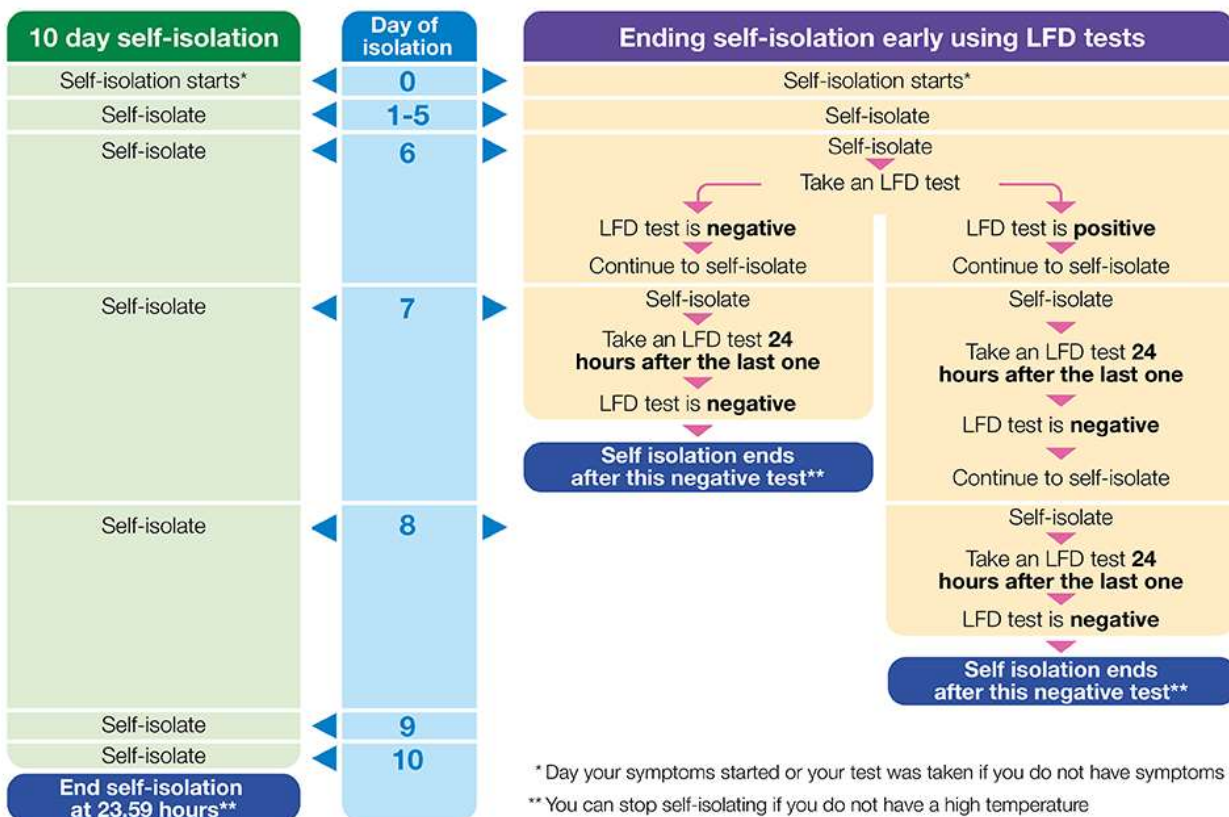 10 day self-isolation
Day of
isolation
Ending self-isolation early using LFD tests
Self-isolation starts*
0
Self-isolation starts*
Self-isolate
1-5
Self-isolate
Self-isolate
6
Self-isolate
Take an LFD test
LFD test is negative
LFD test is positive
Continue to self-isolate
Continue to self-isolate
Self-isolate
7
Self-isolate
Self-isolate
Take an LFD test 24
hours after the last one
LFD test is negative
Self isolation ends
after this negative test**
Take an LFD test 24
hours after the last one
LFD test is negative
Continue to self-isolate
Self-isolate
8
Self-isolate
Take an LFD test 24
hours after the last one
LFD test is negative
Self isolation ends
after this negative test**
Self-isolate
9
Self-isolate
10
End self-isolation
at 23.59 hours**
* Day your symptoms started or your test was taken if you do not have symptoms
** You can stop self-isolating if you do not have a high temperature